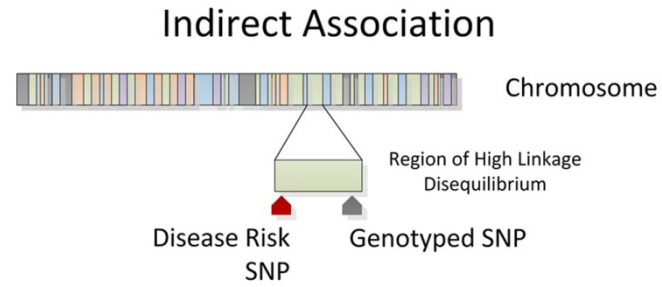 Indirect Association
Chromosome
Region of High Linkage
Disequilibrium
Disease Risk
SNP
Genotyped SNP